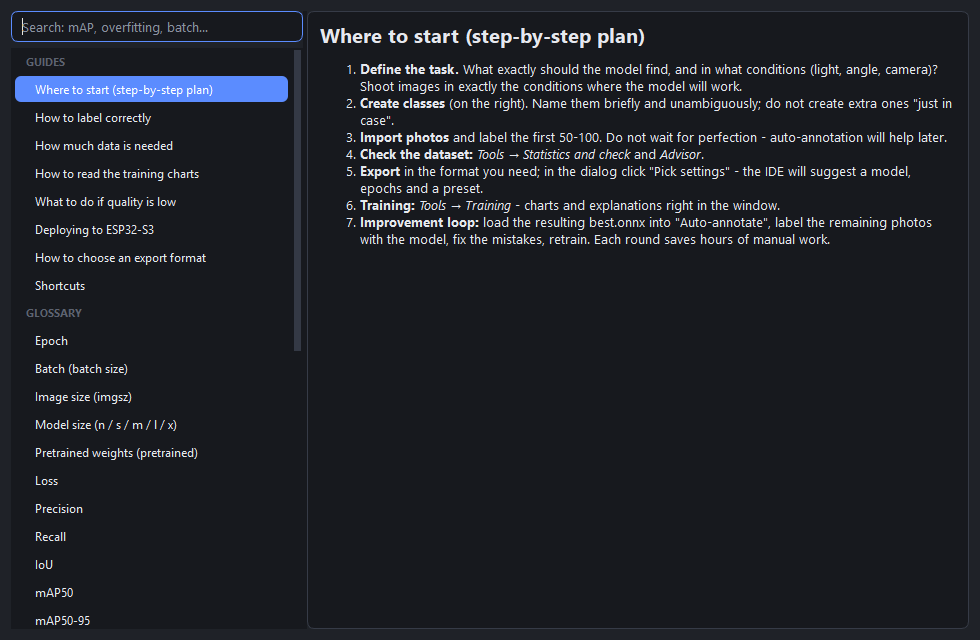 Search: mAP, overfitting, batch...
GUIDES
Where to start (step-by-step plan)
How to label correctly
How much data is needed
How to read the training charts
What to do if quality is low
Deploying to ESP32-S3
How to choose an export format
Shortcuts
GLOSSARY
Epoch
Batch (batch size)
Image size (imgsz)
Model size (n / s / m / l / x)
Pretrained weights (pretrained)
Loss
Precision
Recall
IoU
mAP50
mAP50-95
Where to start (step-by-step plan)
1. Define the task. What exactly should the model find, and in what conditions (light, angle, camera)?
Shoot images in exactly the conditions where the model will work.
2. Create classes (on the right). Name them briefly and unambiguously; do not create extra ones "just in
case".
3. Import photos and label the first 50-100. Do not wait for perfection - auto-annotation will help later.
4. Check the dataset: Tools → Statistics and check and Advisor.
5. Export in the format you need; in the dialog click "Pick settings" - the IDE will suggest a model,
epochs and a preset.
6. Training: Tools → Training - charts and explanations right in the window.
7. Improvement loop: load the resulting best.onnx into "Auto-annotate", label the remaining photos
with the model, fix the mistakes, retrain. Each round saves hours of manual work.